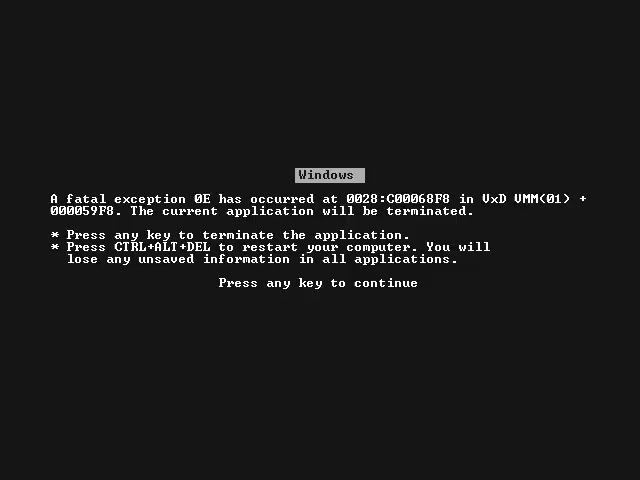 Windows
A fatal exception 0E has occurred at 0028:C00068F8 in VxD VMM(01) +
000059F8. The current application will be terminated.
* Press any key to terminate the application.
* Press CTRL+ALT+DEL to restart your computer. You will
lose any unsaved information in all applications.
Press any key to continue